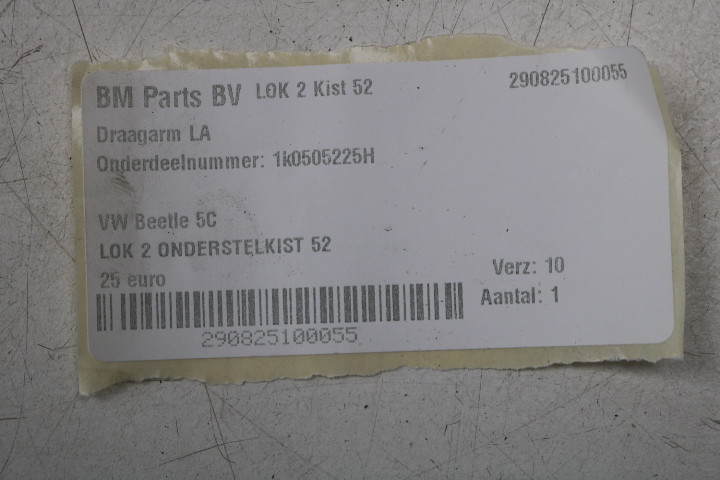 BM Parts BV LOK 2 Kist 52 290825100055
Draagarm LA
Onderdeelnummer: 1k0505225H
VW Beetle 5C
LOK 2 ONDERSTELKIST 52
25 euro
Verz: 10
Aantal: 1
290825100055